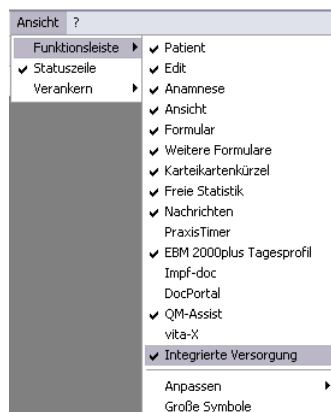 Ansicht ?
Funktionsleiste
Statuszeile
Verankern
Patient
Edit
Anamnese
Ansicht
Formular
Weitere Formulare
Karteikartenkürzel
Freie Statistik
Nachrichten
PraxisTimer
EBM 2000plus Tagesprofil
Impf-doc
DocPortal
QM-Assist
vita-X
Integrierte Versorgung
Anpassen
Große Symbole